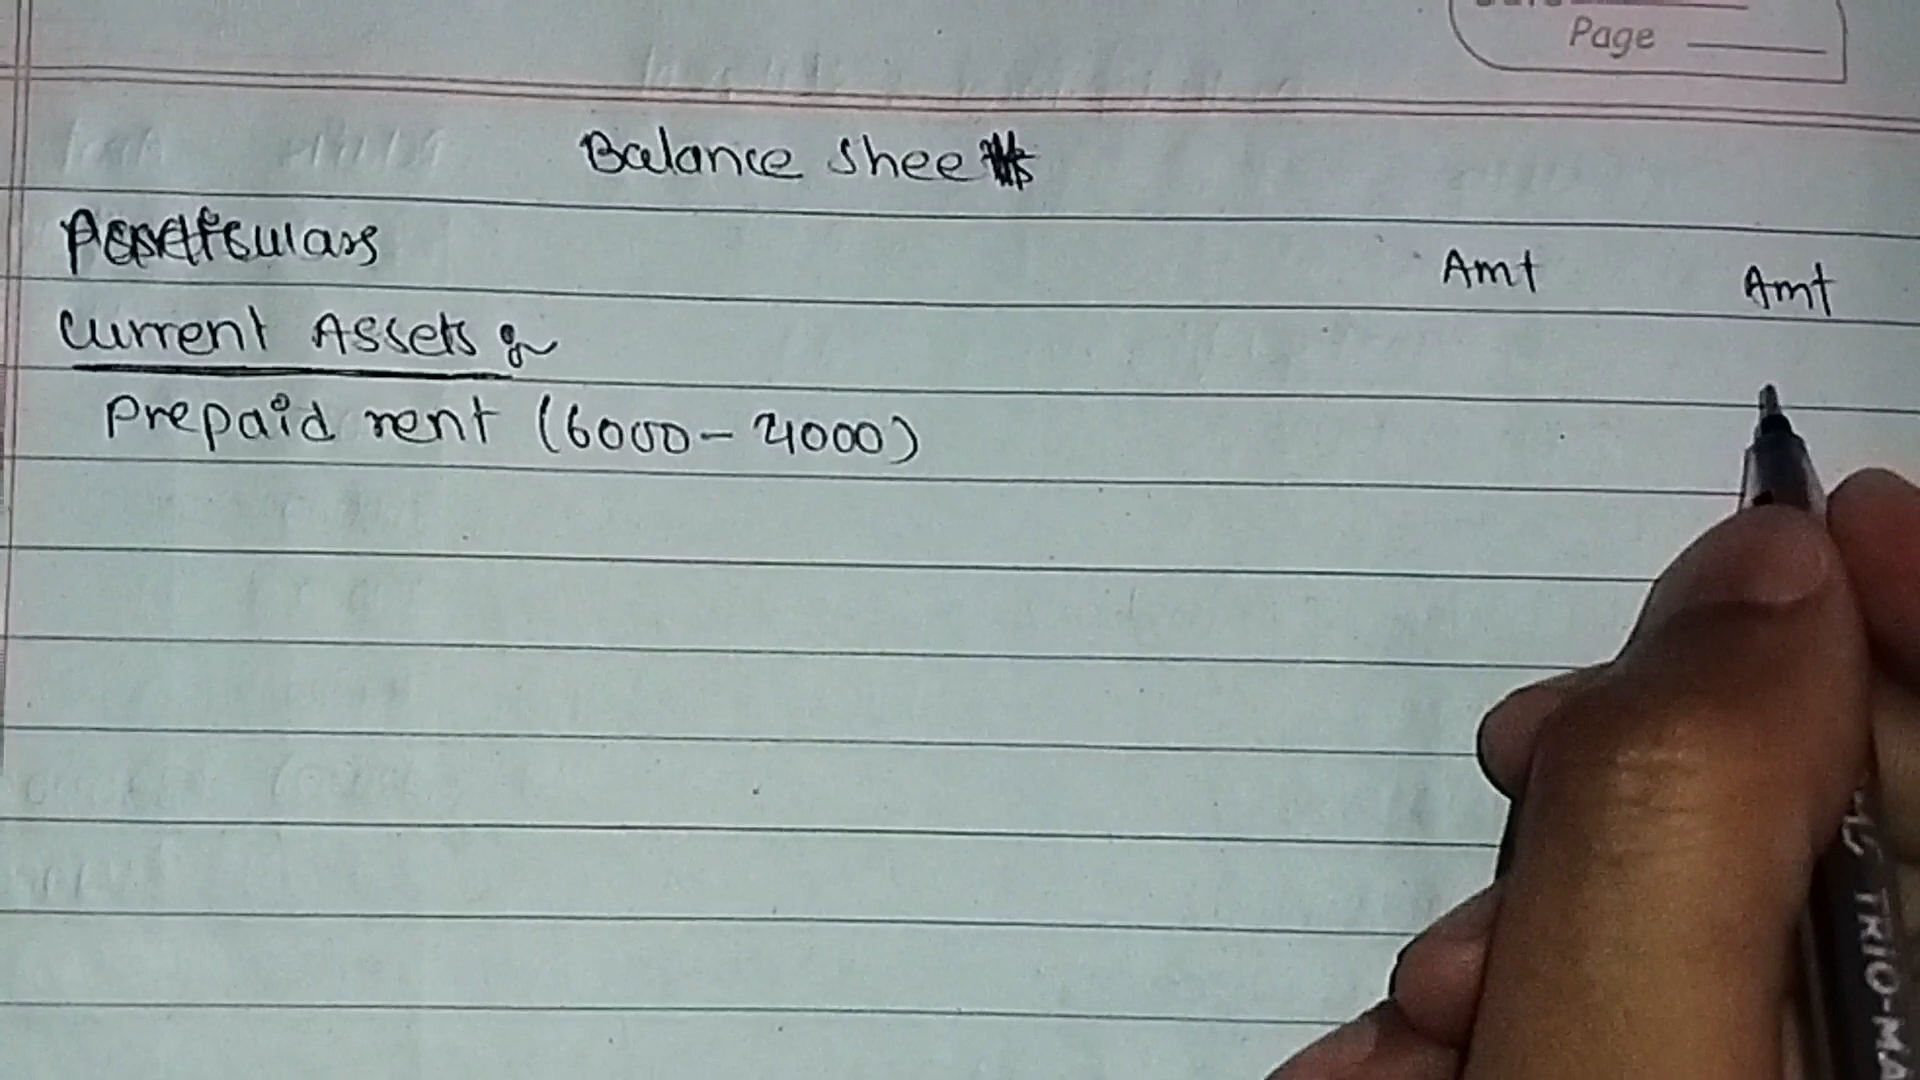 Page
Balance Sheet
Particulars Amt Amt
Current Assets :-
Prepaid rent (6000 - 4000)
TRIO-MA